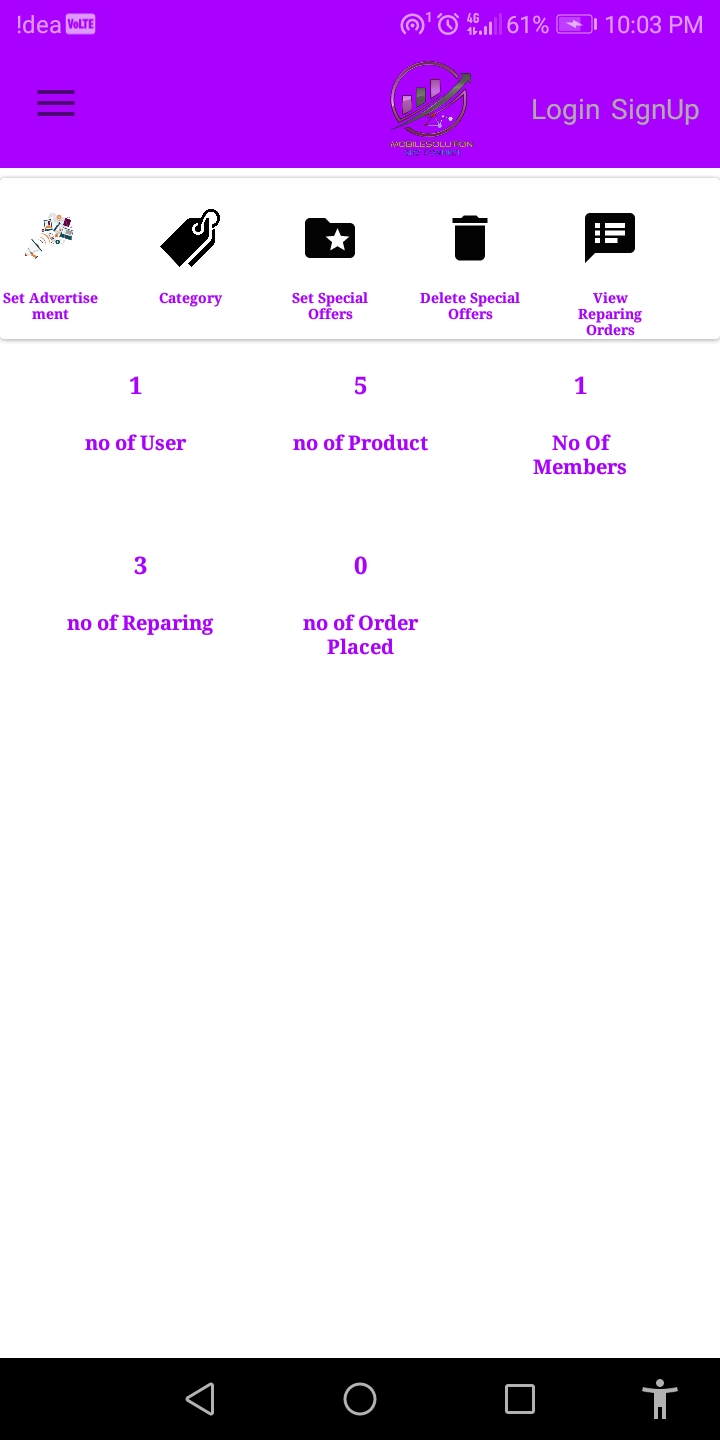 !dea VoLTE 1 4G 61% 10:03 PM
MOBILESOLUTION
Login SignUp
Set Advertise
ment
Category
Set Special
Offers
Delete Special
Offers
View
Reparing
Orders
1
no of User
5
no of Product
1
No Of
Members
3
no of Reparing
0
no of Order
Placed